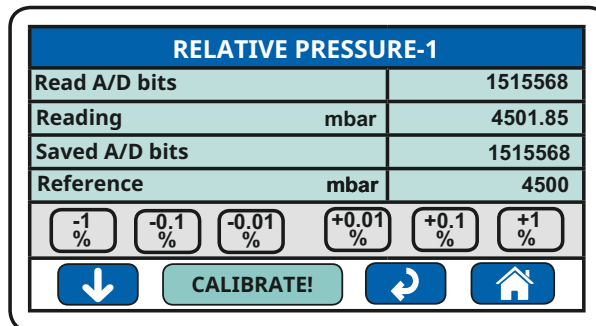 RELATIVE PRESSURE-1
Read A/D bits 1515568
Reading mbar 4501.85
Saved A/D bits 1515568
Reference mbar 4500
-1 % -0.1 % -0.01 % +0.01 % +0.1 % +1 %
CALIBRATE!